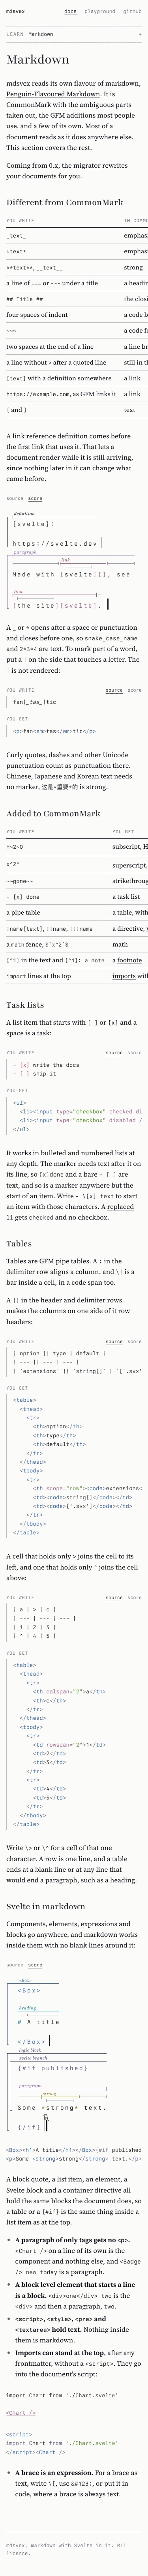 mdsvex docs playground github
LEARN Markdown
Markdown
mdsvex reads its own flavour of markdown,
Penguin-Flavoured Markdown. It is
CommonMark with the ambiguous parts
taken out, the GFM additions most people
use, and a few of its own. Most of a
document reads as it does anywhere else.
This section covers the rest.
Coming from 0.x, the migrator rewrites
your documents for you.
Different from CommonMark
YOU WRITE IN COMMO
_text_ emphas
*text* emphas
**text**, __text__ strong
a line of === or --- under a title a headin
## Title ## the closi
four spaces of indent a code b
~~~ a code fe
two spaces at the end of a line a line br
a line without > after a quoted line still in th
[text] with a definition somewhere a link
https://example.com, as GFM links it a link
{ and } text
A link reference definition comes before
the first link that uses it. That lets a
document render while it is still arriving,
since nothing later in it can change what
came before.
source score
definition
[svelte]:
https://svelte.dev
paragraph
link
Made with [svelte][], see
link
[the site][svelte].
A _ or * opens after a space or punctuation
and closes before one, so snake_case_name
and 2*3*4 are text. To mark part of a word,
put a | on the side that touches a letter. The
| is not rendered:
YOU WRITE source score
fan|_tas_|tic
YOU GET
<p>fan<em>tas</em>tic</p>
Curly quotes, dashes and other Unicode
punctuation count as punctuation there.
Chinese, Japanese and Korean text needs
no marker, 这是*重要*的 is strong.
Added to CommonMark
YOU WRITE YOU GET
H~2~O subscript, H
x^2^ superscript,
~~gone~~ strikethroug
- [x] done a task list
a pipe table a table, with
:name[text], ::name, :::name a directive, y
a math fence, $`x^2`$ math
[^1] in the text and [^1]: a note a footnote
import lines at the top imports with
Task lists
A list item that starts with [ ] or [x] and a
space is a task:
YOU WRITE source score
- [x] write the docs
- [ ] ship it
YOU GET
<ul>
<li><input type="checkbox" checked di
<li><input type="checkbox" disabled /
</ul>
It works in bulleted and numbered lists at
any depth. The marker needs text after it on
its line, so [x]done and a bare - [ ] are
text, and so is a marker anywhere but the
start of an item. Write - \[x] text to start
an item with those characters. A replaced
li gets checked and no checkbox.
Tables
Tables are GFM pipe tables. A : in the
delimiter row aligns a column, and \| is a
bar inside a cell, in a code span too.
A || in the header and delimiter rows
makes the columns on one side of it row
headers:
YOU WRITE source score
| option || type | default |
| --- || --- | --- |
| `extensions` || `string[]` | `['.svx'
YOU GET
<table>
<thead>
<tr>
<th>option</th>
<th>type</th>
<th>default</th>
</tr>
</thead>
<tbody>
<tr>
<th scope="row"><code>extensions<
<td><code>string[]</code></td>
<td><code>['.svx']</code></td>
</tr>
</tbody>
</table>
A cell that holds only > joins the cell to its
left, and one that holds only ^ joins the cell
above:
YOU WRITE source score
| a | > | c |
| --- | --- | --- |
| 1 | 2 | 3 |
| ^ | 4 | 5 |
YOU GET
<table>
<thead>
<tr>
<th colspan="2">a</th>
<th>c</th>
</tr>
</thead>
<tbody>
<tr>
<td rowspan="2">1</td>
<td>2</td>
<td>3</td>
</tr>
<tr>
<td>4</td>
<td>5</td>
</tr>
</tbody>
</table>
Write \> or \^ for a cell of that one
character. A row is one line, and a table
ends at a blank line or at any line that
would end a paragraph, such as a heading.
Svelte in markdown
Components, elements, expressions and
blocks go anywhere, and markdown works
inside them with no blank lines around it:
source score
<Box>
<Box>
heading
# A title
</Box>
logic block
svelte branch
{#if published}
paragraph
strong
Some *strong* text.
{/if}
<Box><h1>A title</h1></Box>{#if published
<p>Some <strong>strong</strong> text.</p>
A block quote, a list item, an element, a
Svelte block and a container directive all
hold the same blocks the document does, so
a table or a {#if} is the same thing inside a
list item as at the top.
• A paragraph of only tags gets no <p>.
<Chart /> on a line of its own is the
component and nothing else, and <Badge
/> new today is a paragraph.
• A block level element that starts a line
is a block. <div>one</div> two is the
<div> and then a paragraph, two.
• <script>, <style>, <pre> and
<textarea> hold text. Nothing inside
them is markdown.
• Imports can stand at the top, after any
frontmatter, without a <script>. They go
into the document's script:
import Chart from './Chart.svelte'
<Chart />
<script>
import Chart from './Chart.svelte'
</script><Chart />
• A brace is an expression. For a brace as
text, write \{, use &#123;, or put it in
code, where a brace is always text.
mdsvex, markdown with Svelte in it. MIT
licence.